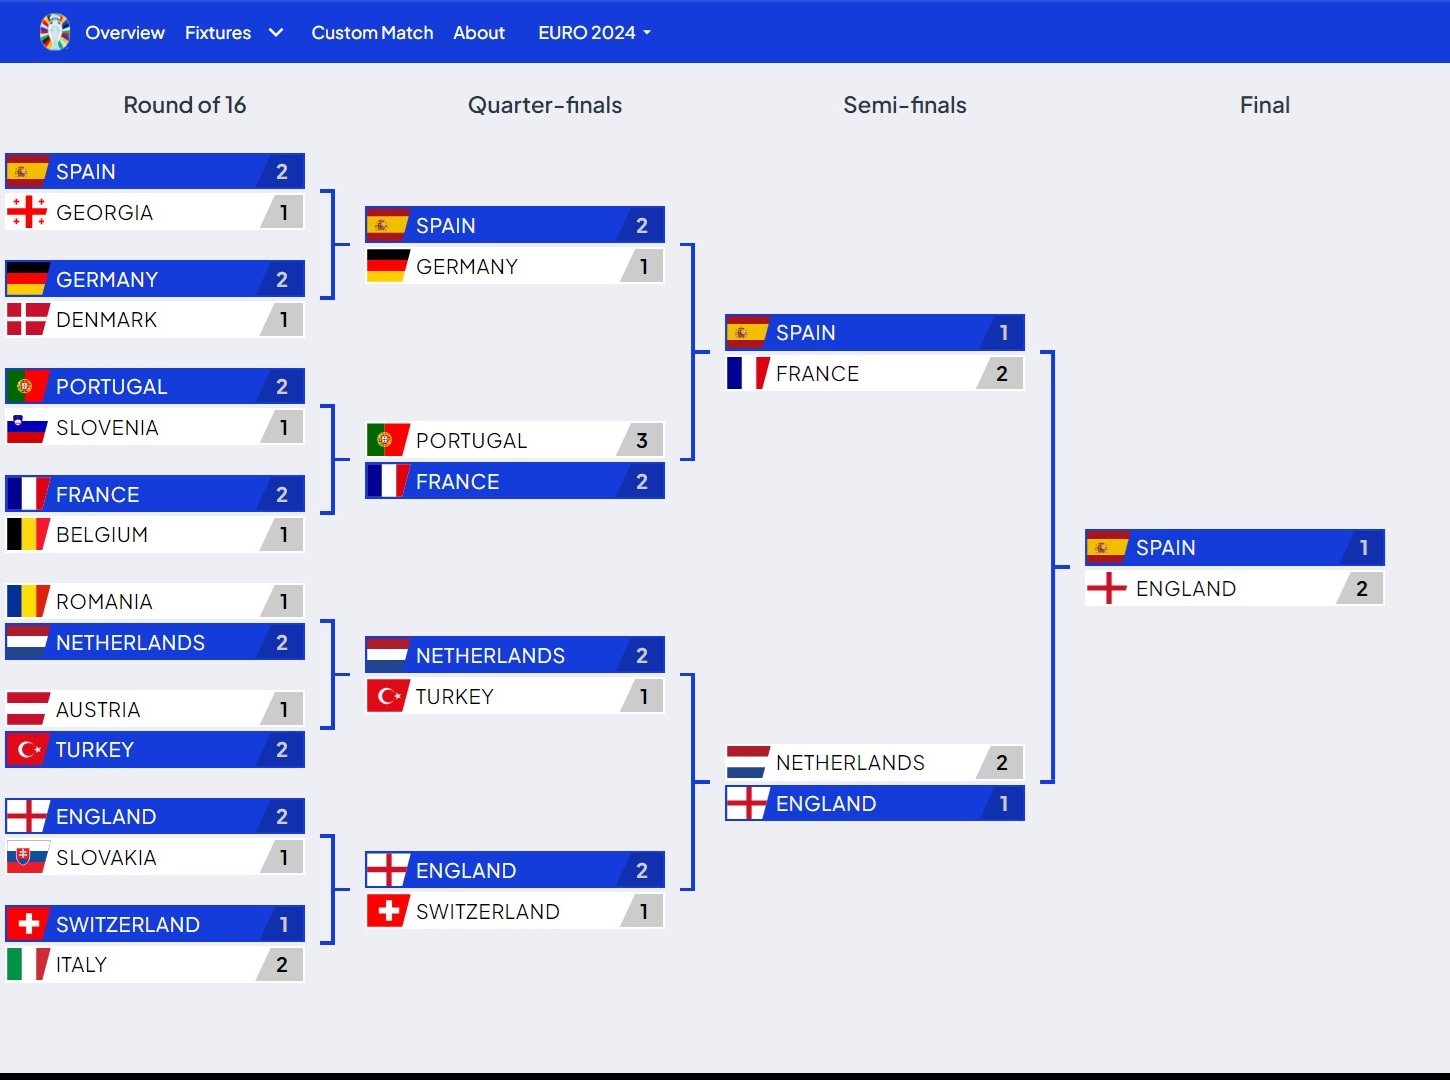 Overview Fixtures Custom Match About EURO 2024
Round of 16 Quarter-finals Semi-finals Final
SPAIN 2
GEORGIA 1
GERMANY 2
DENMARK 1
PORTUGAL 2
SLOVENIA 1
FRANCE 2
BELGIUM 1
ROMANIA 1
NETHERLANDS 2
AUSTRIA 1
TURKEY 2
ENGLAND 2
SLOVAKIA 1
SWITZERLAND 1
ITALY 2
SPAIN 2
GERMANY 1
PORTUGAL 3
FRANCE 2
NETHERLANDS 2
TURKEY 1
ENGLAND 2
SWITZERLAND 1
SPAIN 1
FRANCE 2
NETHERLANDS 2
ENGLAND 1
SPAIN 1
ENGLAND 2